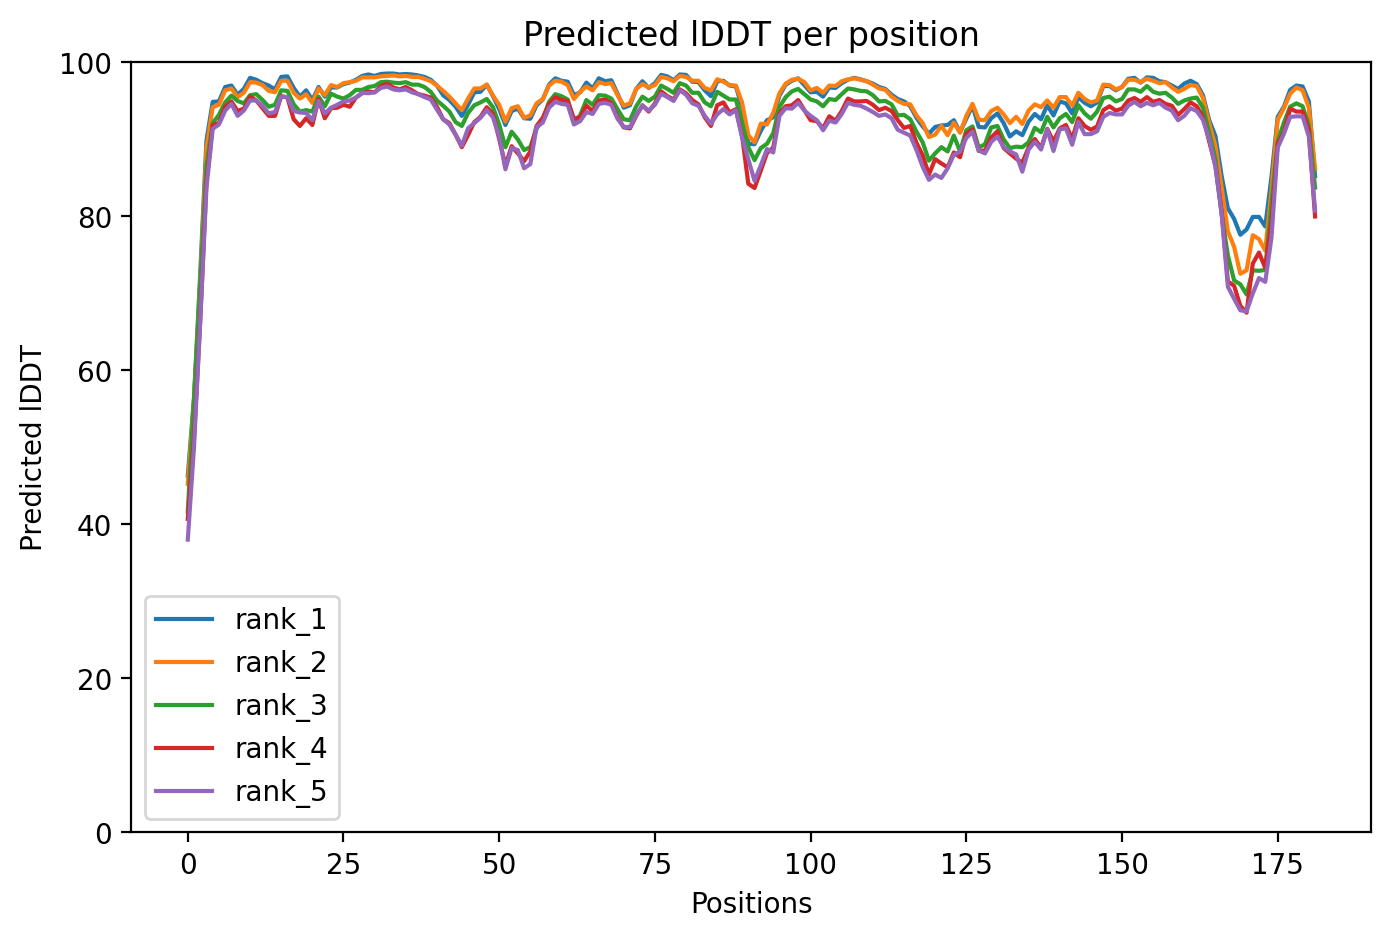 Predicted lDDT per position
100
80
60
40
20
0
Predicted lDDT
rank_1
rank_2
rank_3
rank_4
rank_5
0 25 50 75 100 125 150 175
Positions